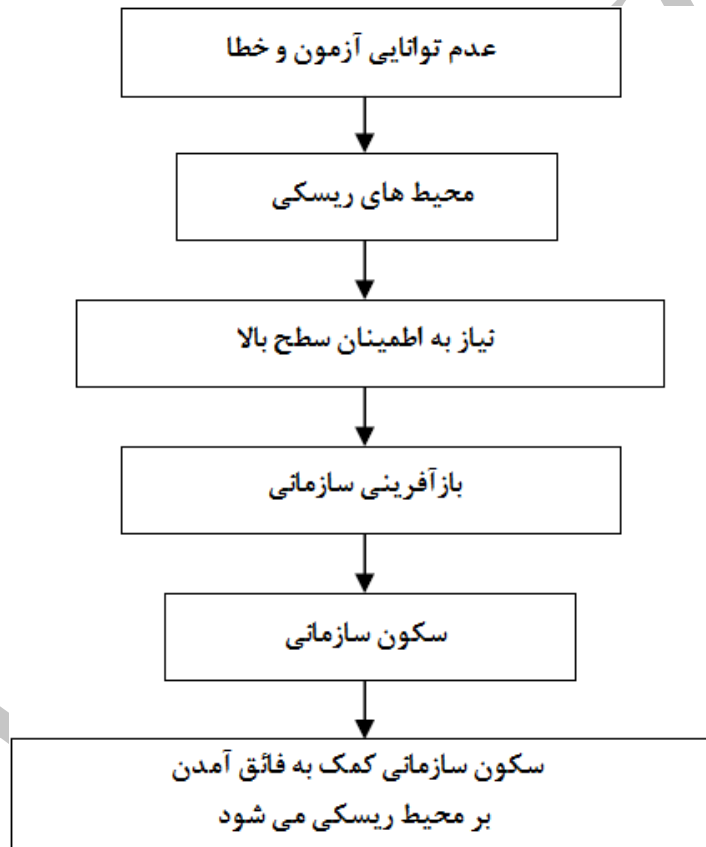 عدم توانایی آزمون و خطا
محیط های ریسکی
نیاز به اطمینان سطح بالا
بازآفرینی سازمانی
سکون سازمانی
سکون سازمانی کمک به فائق آمدن
بر محیط ریسکی می شود